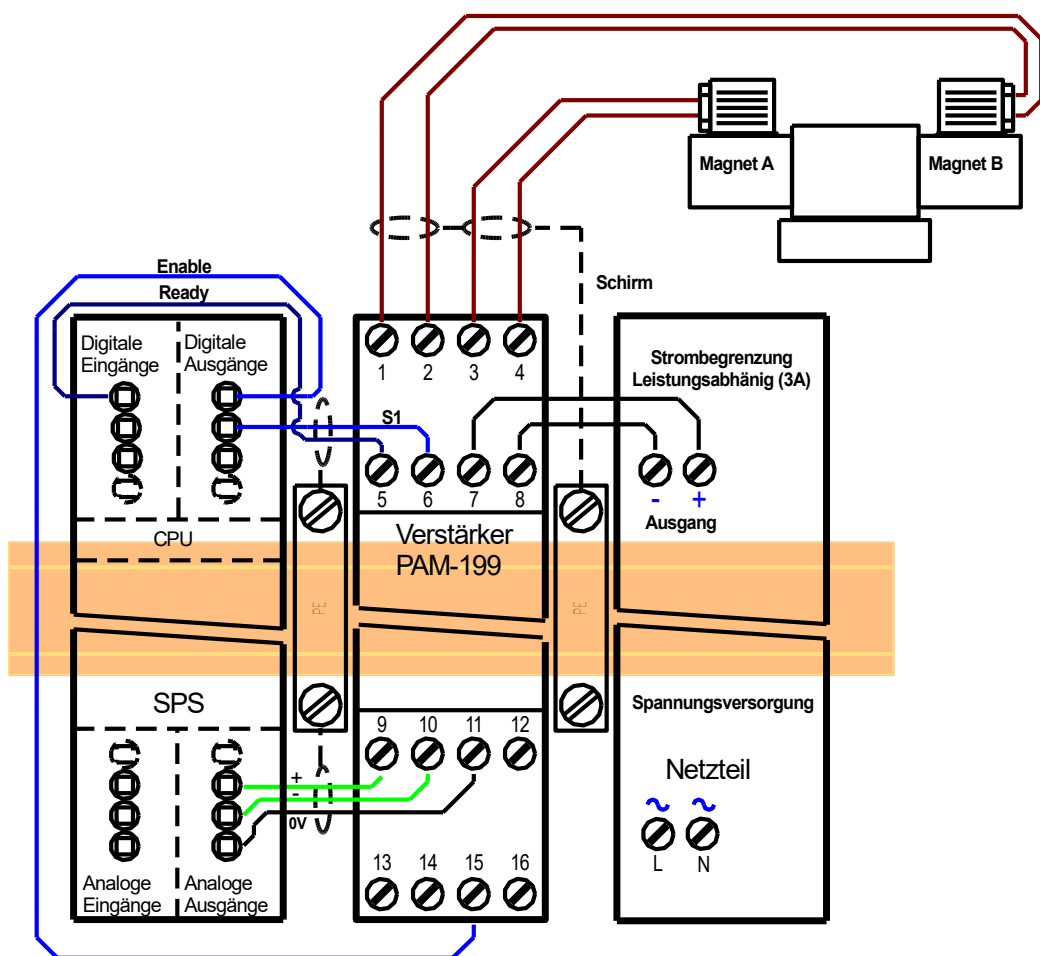 Magnet A
Magnet B
Enable
Ready
Schirm
Digitale
Eingänge
Digitale
Ausgänge
1 2 3 4
S1
5 6 7 8
Strombegrenzung
Leistungsabhänig (3A)
- +
Ausgang
CPU
Verstärker
PAM-199
PE
PE
SPS
Spannungsversorgung
9 10 11 12
+
-
0V
Netzteil
~ ~
L N
13 14 15 16
Analoge
Eingänge
Analoge
Ausgänge